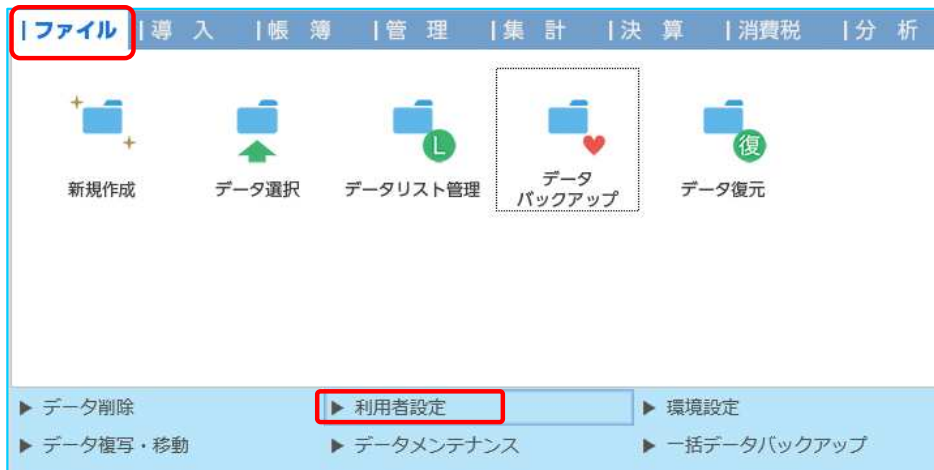 |ファイル |導 入 |帳 簿 |管 理 |集 計 |決 算 |消費税 |分 析
L
復
新規作成 データ選択 データリスト管理 データ データ復元
バックアップ
▶ データ削除 ▶ 利用者設定 ▶ 環境設定
▶ データ複写・移動 ▶ データメンテナンス ▶ 一括データバックアップ